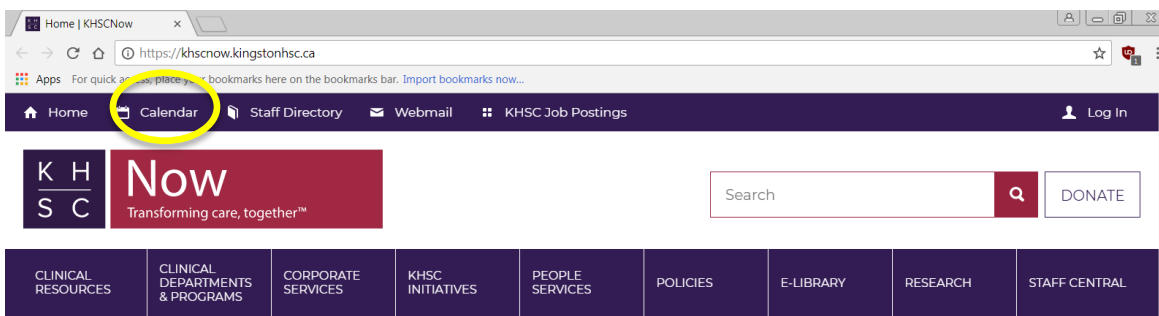 Home | KHSCNow
https://khscnow.kingstonhsc.ca
Apps For quick access, place your bookmarks here on the bookmarks bar. Import bookmarks now...
Home Calendar Staff Directory Webmail KHSC Job Postings Log In
K H
S C
Now
Transforming care, together™
Search
DONATE
CLINICAL
RESOURCES
CLINICAL
DEPARTMENTS
& PROGRAMS
CORPORATE
SERVICES
KHSC
INITIATIVES
PEOPLE
SERVICES
POLICIES
E-LIBRARY
RESEARCH
STAFF CENTRAL